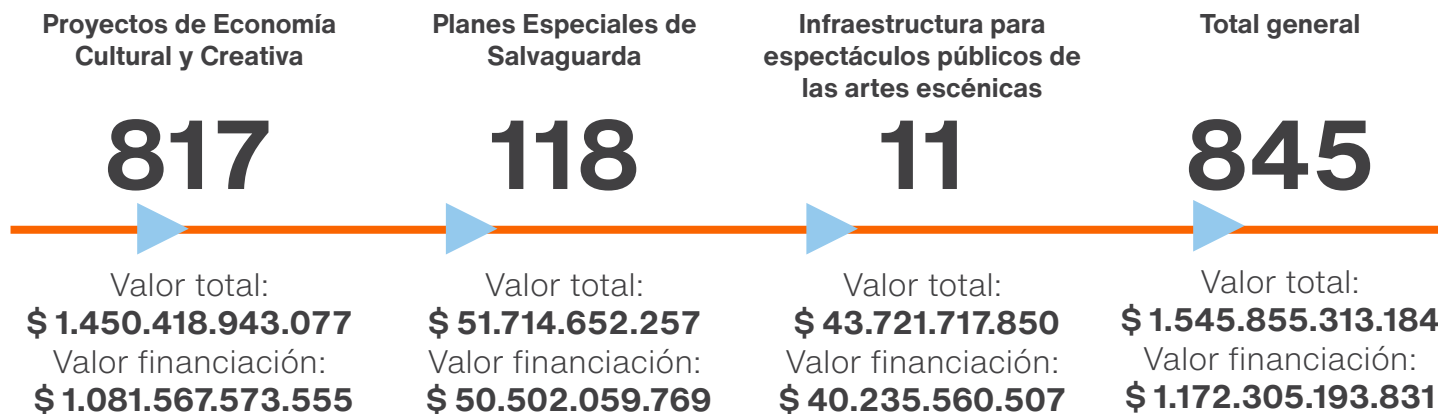 Proyectos de Economía
Cultural y Creativa
817
Valor total:
$ 1.450.418.943.077
Valor financiación:
$ 1.081.567.573.555
Planes Especiales de
Salvaguarda
118
Valor total:
$ 51.714.652.257
Valor financiación:
$ 50.502.059.769
Infraestructura para
espectáculos públicos de
las artes escénicas
11
Valor total:
$ 43.721.717.850
Valor financiación:
$ 40.235.560.507
Total general
845
Valor total:
$ 1.545.855.313.184
Valor financiación:
$ 1.172.305.193.831